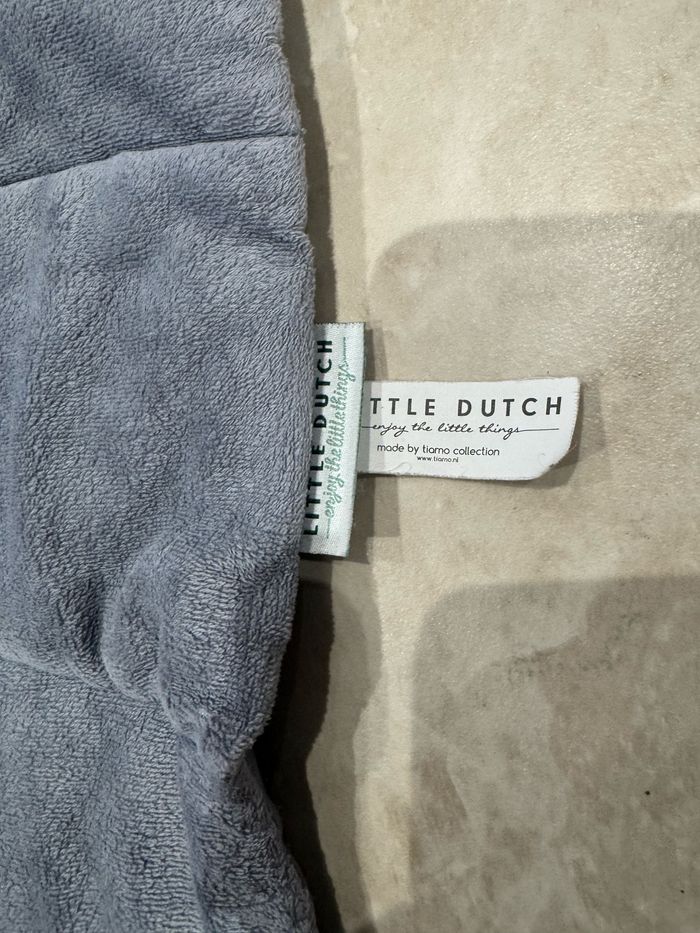 LITTLE DUTCH
enjoy the little things
TTLE DUTCH
enjoy the little things
made by tiamo collection
www.tiamo.nl